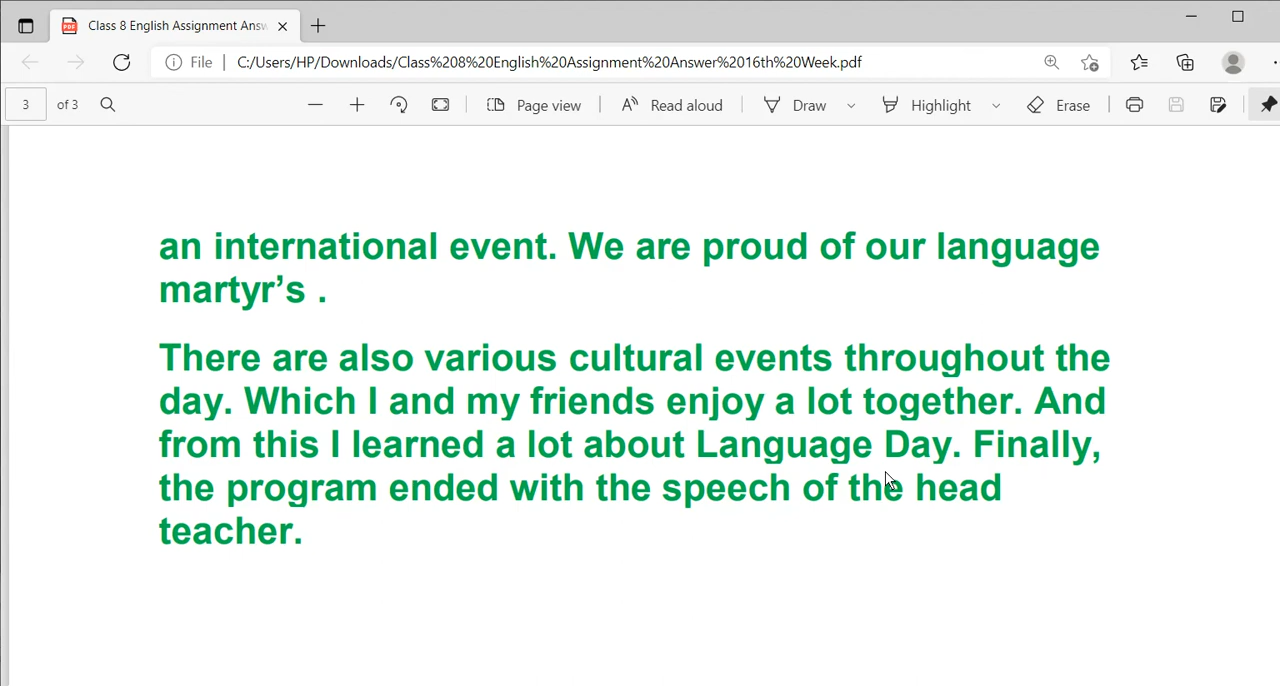 Class 8 English Assignment Answ
File | C:/Users/HP/Downloads/Class%208%20English%20Assignment%20Answer%2016th%20Week.pdf
3 of 3 Page view Read aloud Draw Highlight Erase
an international event. We are proud of our language
martyr’s .
There are also various cultural events throughout the
day. Which I and my friends enjoy a lot together. And
from this I learned a lot about Language Day. Finally,
the program ended with the speech of the head
teacher.